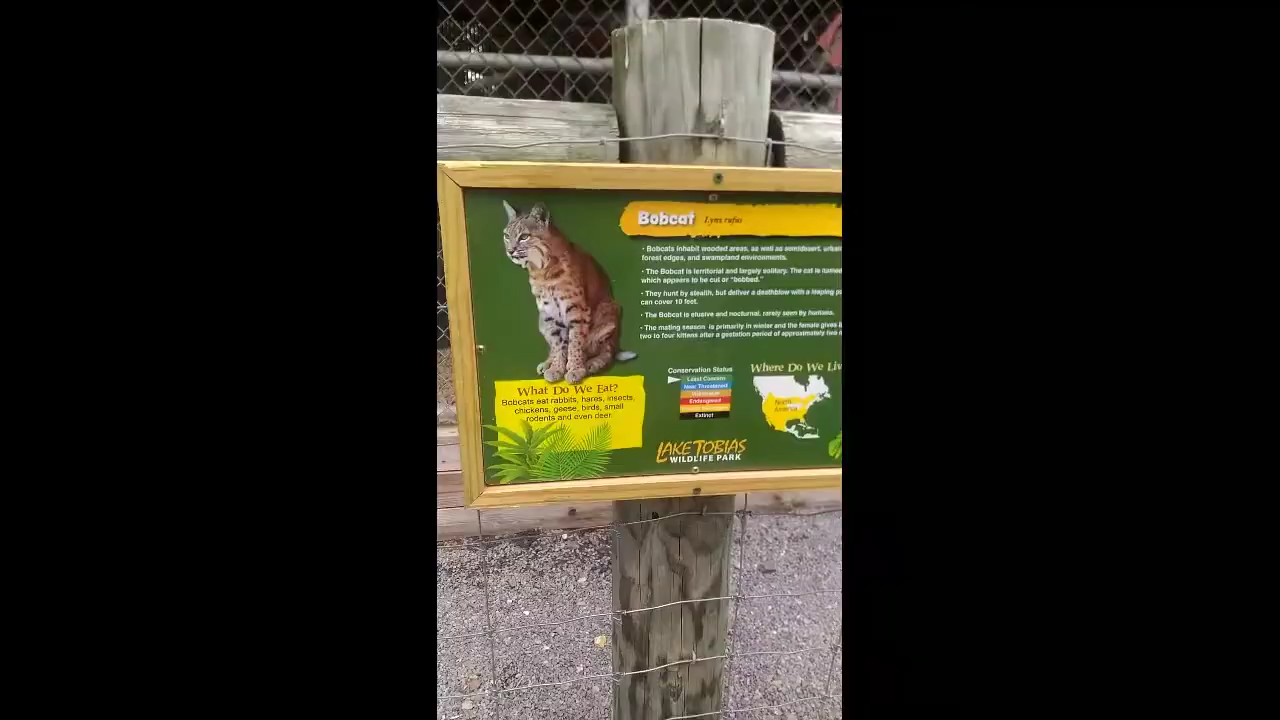 Bobcat Lynx rufus
· Bobcats inhabit wooded areas, as well as semidesert, urban
forest edges, and swampland environments.
· The Bobcat is territorial and largely solitary. The cat is named
which appears to be cut or "bobbed."
· They hunt by stealth, but deliver a deathblow with a leaping
can cover 10 feet.
· The Bobcat is elusive and nocturnal, rarely seen by humans.
· The mating season is primarily in winter and the female gives
two to four kittens after a gestation period of approximately two
What Do We Eat?
Bobcats eat rabbits, hares, insects,
chickens, geese, birds, small
rodents and even deer.
Conservation Status
Least Concern
Near Threatened
Vulnerable
Endangered
Extinct
Where Do We Liv
North
America
LAKE TOBIAS
WILDLIFE PARK